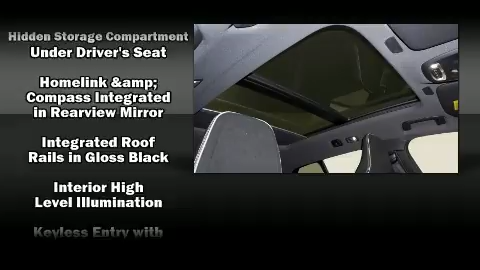 Hidden Storage Compartment
Under Driver's Seat
Homelink &amp;
Compass Integrated
in Rearview Mirror
Integrated Roof
Rails in Gloss Black
Interior High
Level Illumination
Keyless Entry with